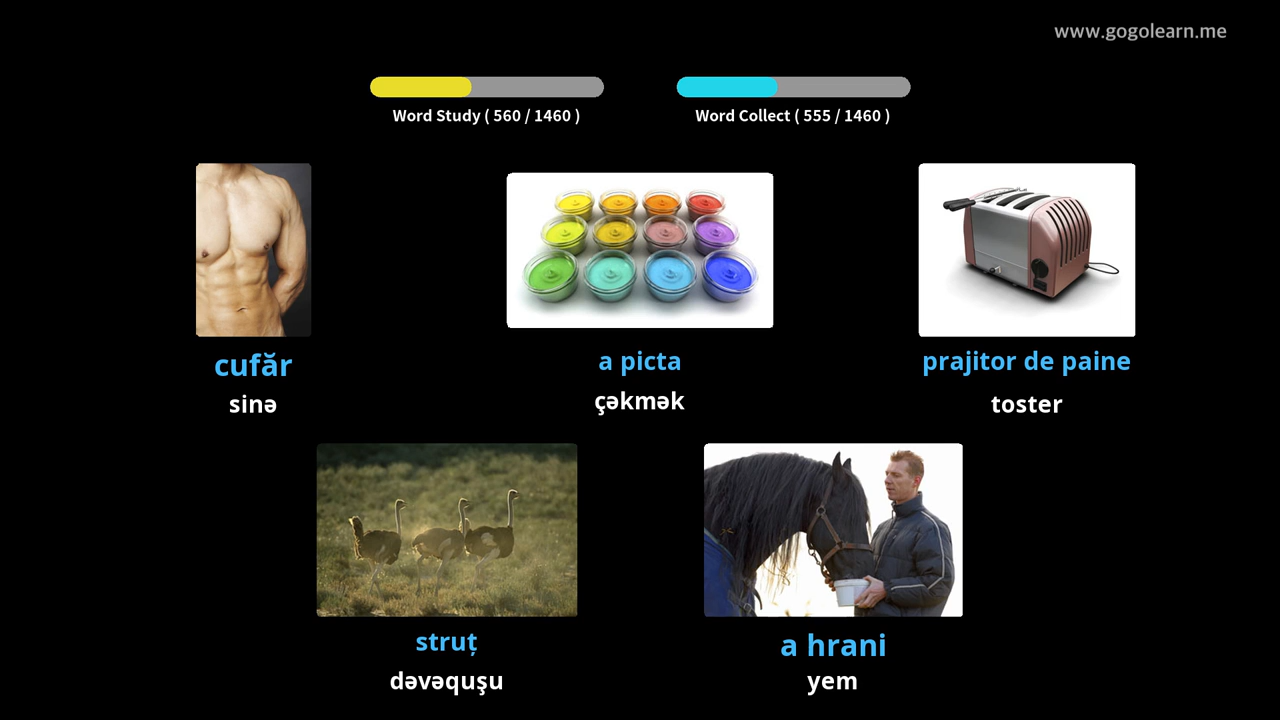 www.gogolearn.me
Word Study ( 560 / 1460 )
Word Collect ( 555 / 1460 )
cufăr
sinə
a picta
çəkmək
prajitor de paine
toster
struț
dəvəquşu
a hrani
yem